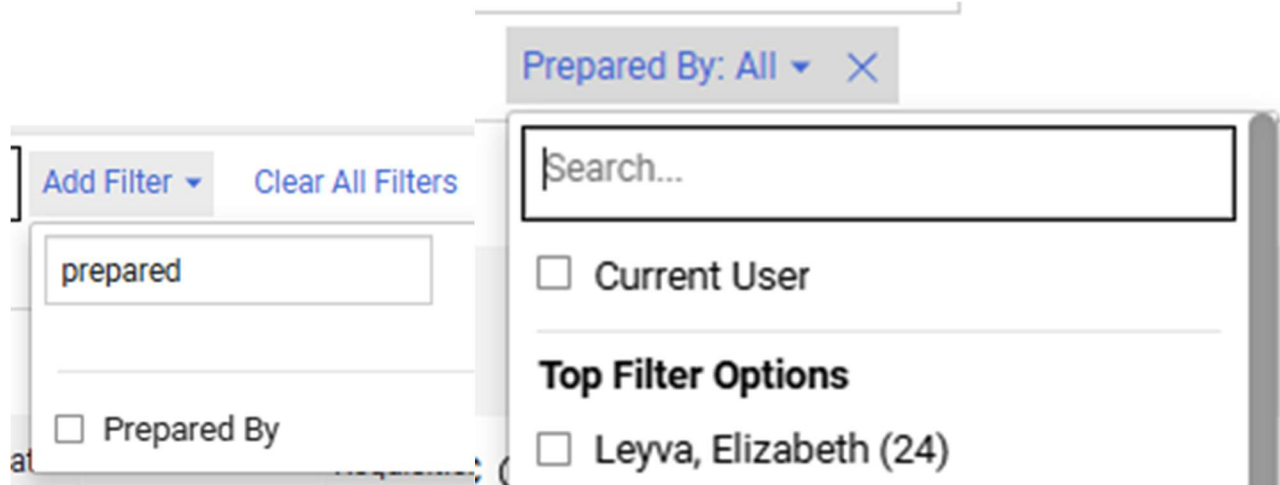 Add Filter
Clear All Filters
prepared
Prepared By
Prepared By: All
Search...
Current User
Top Filter Options
Leyva, Elizabeth (24)